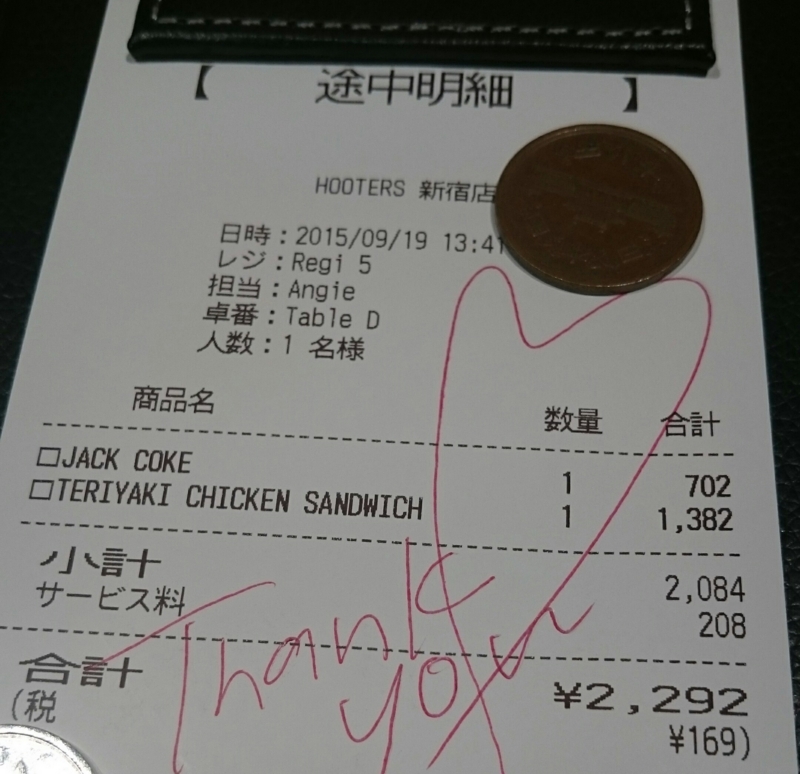 【 途中明細 】
HOOTERS 新宿店
日時：2015/09/19 13:41
レジ：Regi 5
担当：Angie
卓番：Table D
人数：1 名様
商品名 数量 合計
□JACK COKE 1 702
□TERIYAKI CHICKEN SANDWICH 1 1,382
小計 2,084
サービス料 208
合計 ¥2,292
(税 ¥169)
Thank you